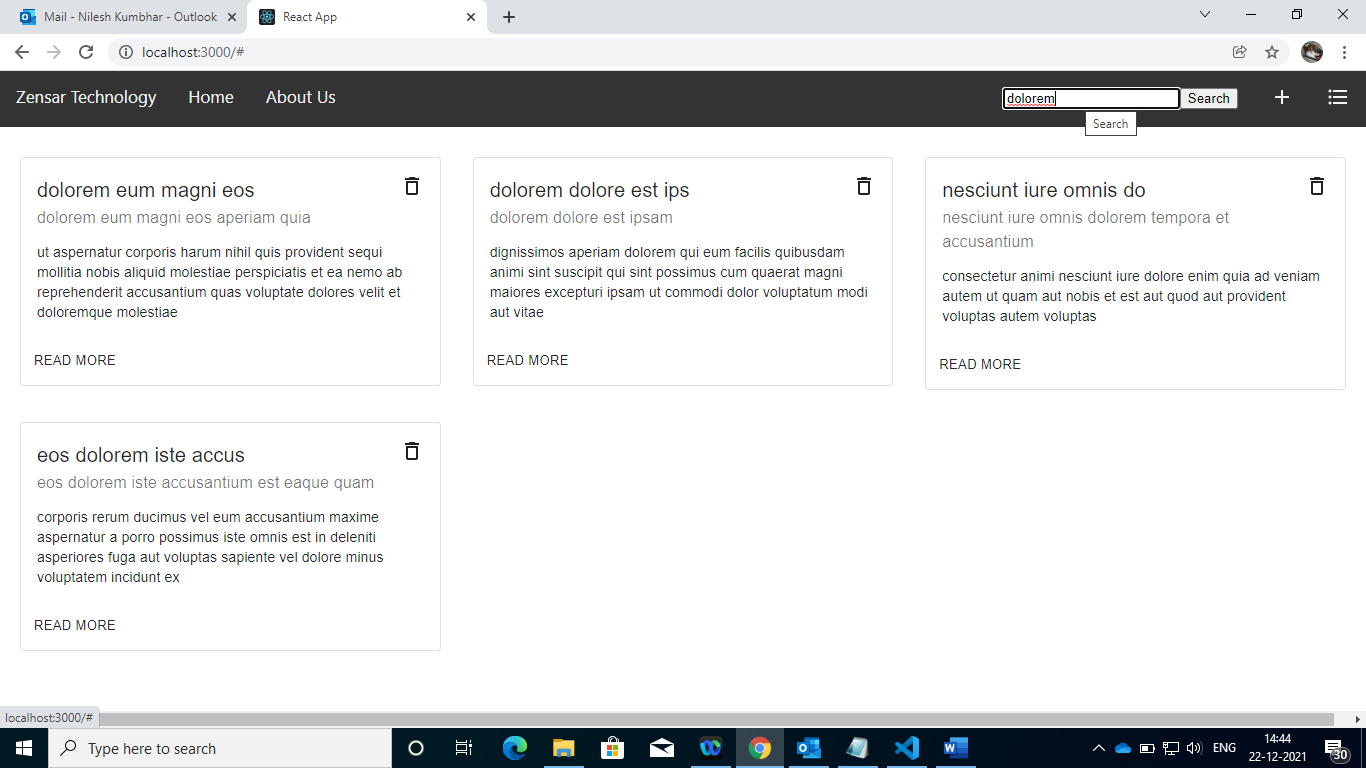 Mail - Nilesh Kumbhar - Outlook
React App
localhost:3000/#
Zensar Technology Home About Us
dolorem Search
Search
dolorem eum magni eos
dolorem eum magni eos aperiam quia
ut aspernatur corporis harum nihil quis provident sequi
mollitia nobis aliquid molestiae perspiciatis et ea nemo ab
reprehenderit accusantium quas voluptate dolores velit et
doloremque molestiae
READ MORE
dolorem dolore est ips
dolorem dolore est ipsam
dignissimos aperiam dolorem qui eum facilis quibusdam
animi sint suscipit qui sint possimus cum quaerat magni
maiores excepturi ipsam ut commodi dolor voluptatum modi
aut vitae
READ MORE
nesciunt iure omnis do
nesciunt iure omnis dolorem tempora et
accusantium
consectetur animi nesciunt iure dolore enim quia ad veniam
autem ut quam aut nobis et est aut quod aut provident
voluptas autem voluptas
READ MORE
eos dolorem iste accus
eos dolorem iste accusantium est eaque quam
corporis rerum ducimus vel eum accusantium maxime
aspernatur a porro possimus iste omnis est in deleniti
asperiores fuga aut voluptas sapiente vel dolore minus
voluptatem incidunt ex
READ MORE
localhost:3000/#
Type here to search
ENG
14:44
22-12-2021
30